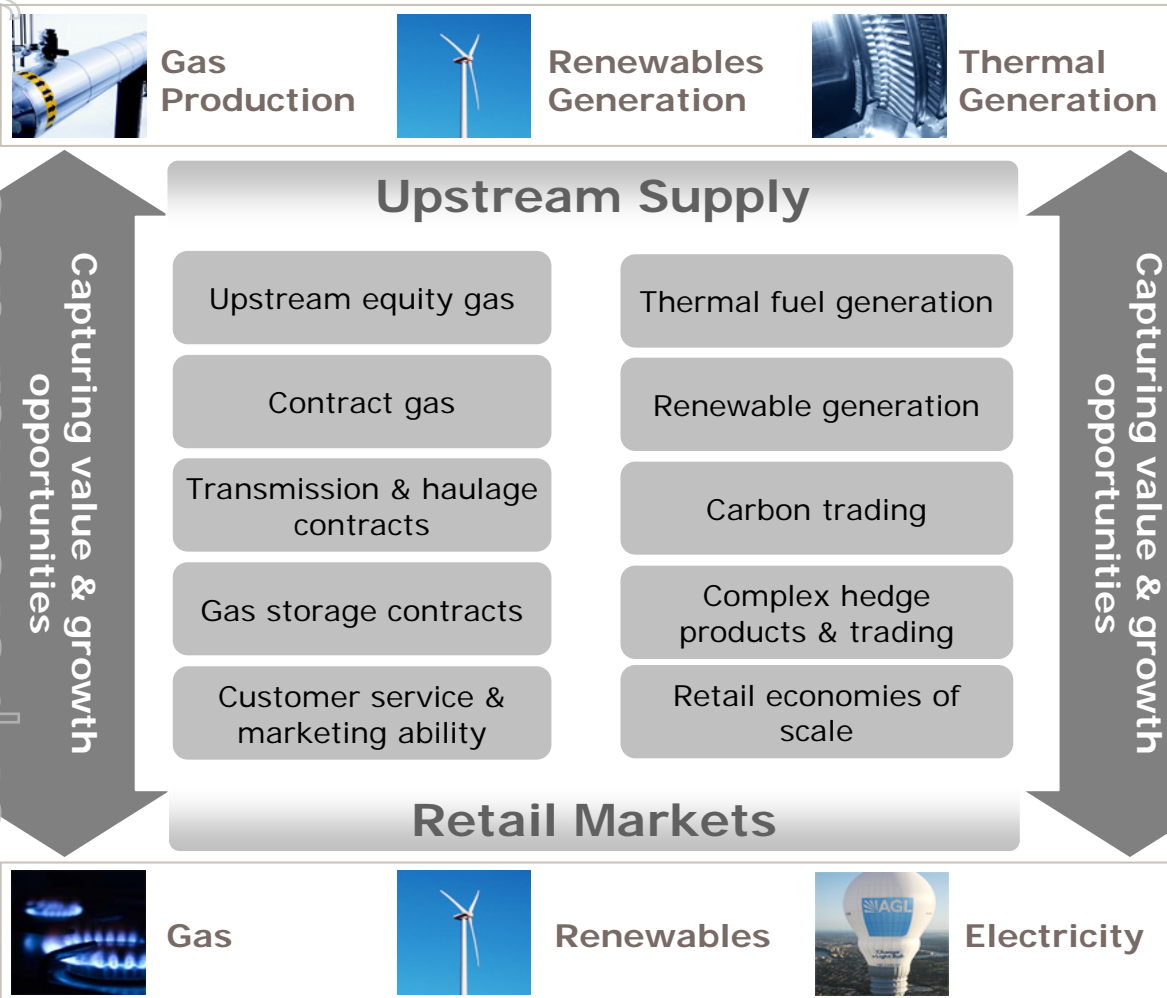 Gas
Production
Renewables
Generation
Thermal
Generation
Upstream Supply
Capturing value & growth
opportunities
Upstream equity gas
Contract gas
Transmission & haulage
contracts
Gas storage contracts
Customer service &
marketing ability
Thermal fuel generation
Renewable generation
Carbon trading
Complex hedge
products & trading
Retail economies of
scale
Capturing value & growth
opportunities
Retail Markets
Gas
Renewables
AGL
Electricity